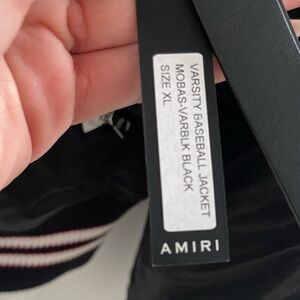 VARSITY BASEBALL JACKET
MOBAS-VARBLK BLACK
SIZE XL
AMIRI